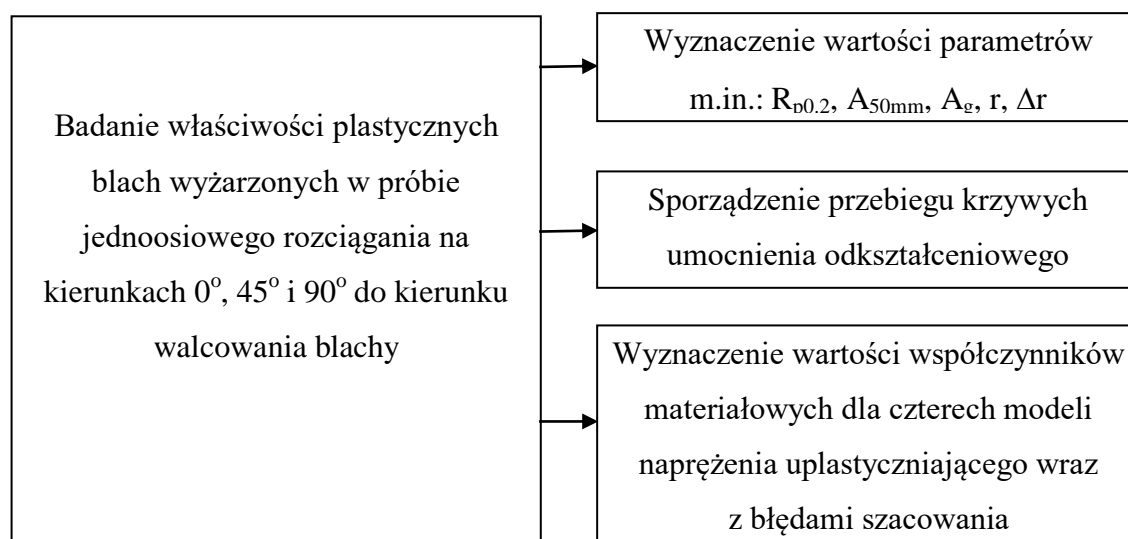 Badanie właściwości plastycznych
blach wyżarzonych w próbie
jednoosiowego rozciągania na
kierunkach 0°, 45° i 90° do kierunku
walcowania blachy
Wyznaczenie wartości parametrów
m.in.: Rp0.2, A50mm, Ag, r, Δr
Sporządzenie przebiegu krzywych
umocnienia odkształceniowego
Wyznaczenie wartości współczynników
materiałowych dla czterech modeli
naprężenia uplastyczniającego wraz
z błędami szacowania